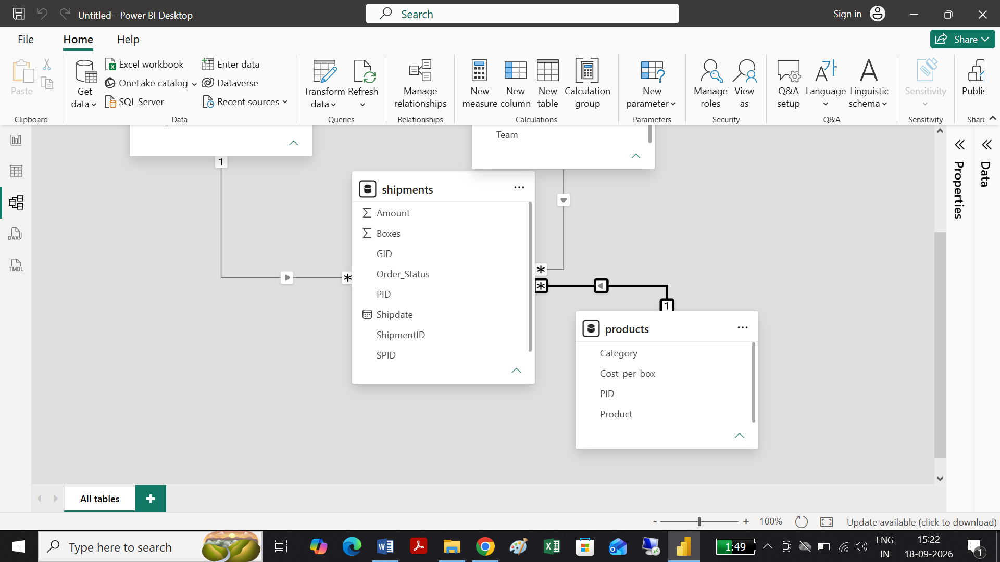 Untitled - Power BI Desktop
Search
Sign in
File
Home
Help
Share
Paste
Clipboard
Get data
Excel workbook
OneLake catalog
SQL Server
Enter data
Dataverse
Recent sources
Data
Transform data
Refresh
Queries
Manage relationships
Relationships
New measure
New column
New table
Calculation group
Calculations
New parameter
Parameters
Manage roles
View as
Security
Q&A setup
Language
Linguistic schema
Q&A
Sensitivity
Sensitivity
Publis
Share
DAX
TMDL
Team
1
shipments
Amount
Boxes
GID
Order_Status
PID
Shipdate
ShipmentID
SPID
*
*
*
1
products
Category
Cost_per_box
PID
Product
Properties
Data
All tables
+
- + 100%
Update available (click to download)
Type here to search
1:49
ENG
IN
15:22
18-09-2026
1